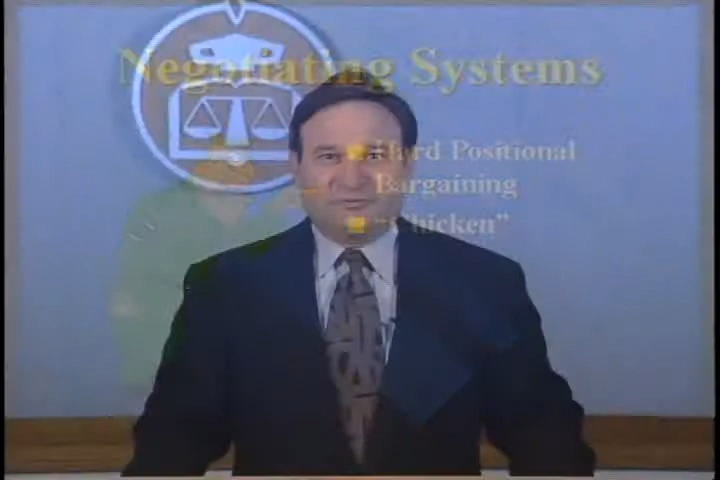 Negotiating Systems
Hard Positional
Bargaining
"Chicken"